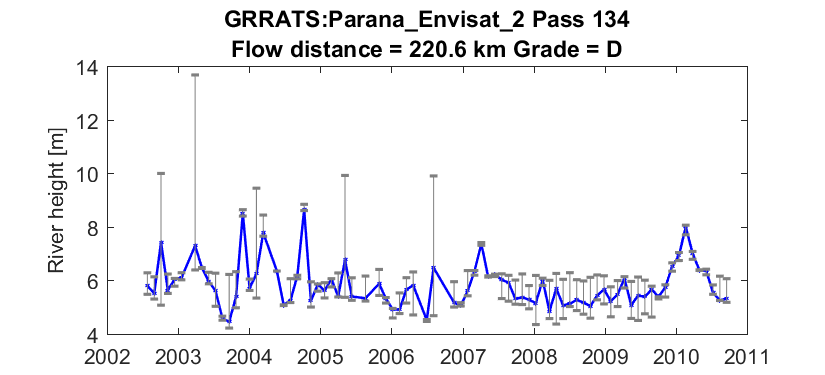 GRRATS:Parana_Envisat_2 Pass 134
Flow distance = 220.6 km Grade = D
River height [m]
14
12
10
8
6
4
2002 2003 2004 2005 2006 2007 2008 2009 2010 2011